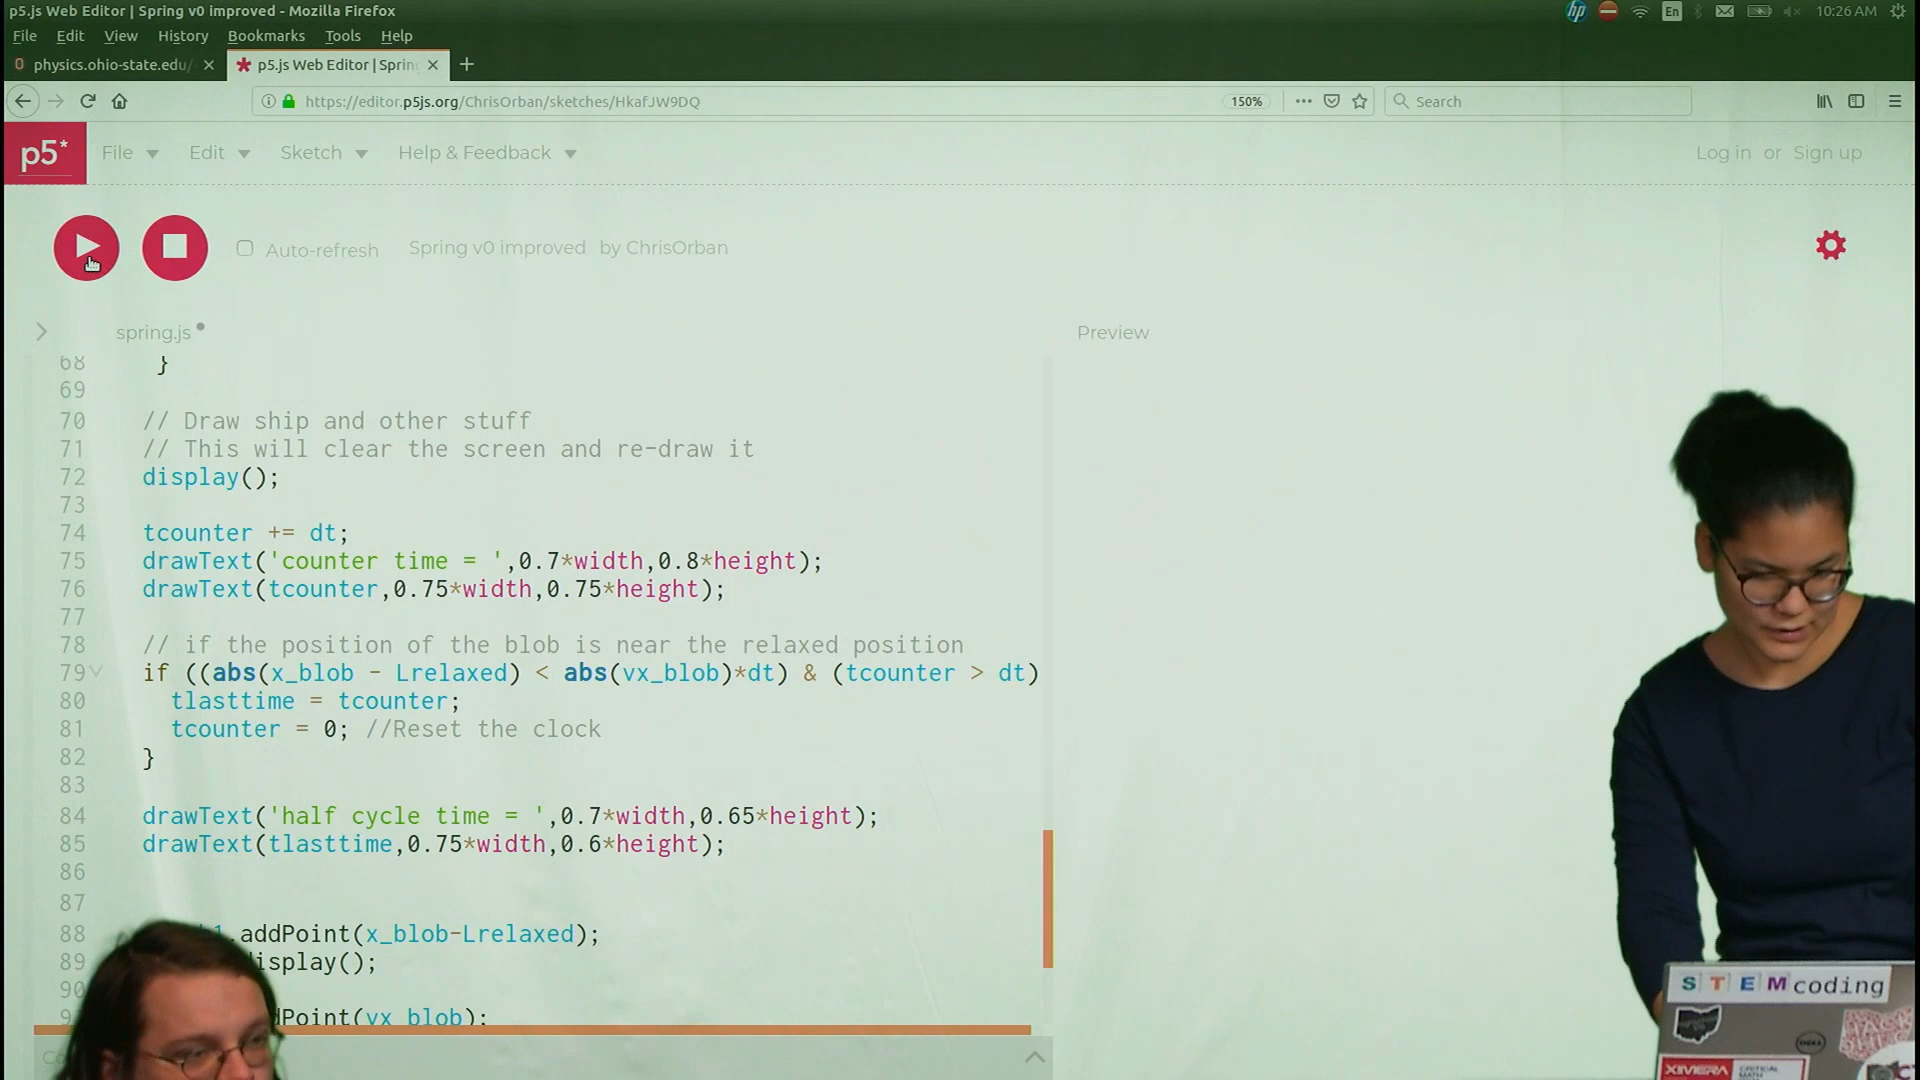 p5.js Web Editor | Spring v0 improved - Mozilla Firefox
En 10:26 AM
File Edit View History Bookmarks Tools Help
physics.ohio-state.edu/
p5.js Web Editor | Sprin
https://editor.p5js.org/ChrisOrban/sketches/HkafJW9DQ 150% Search
p5* File Edit Sketch Help & Feedback Log in or Sign up
Auto-refresh Spring v0 improved by ChrisOrban
spring.js Preview
68 }
69
70 // Draw ship and other stuff
71 // This will clear the screen and re-draw it
72 display();
73
74 tcounter += dt;
75 drawText('counter time = ',0.7*width,0.8*height);
76 drawText(tcounter,0.75*width,0.75*height);
77
78 // if the position of the blob is near the relaxed position
79 if ((abs(x_blob - Lrelaxed) < abs(vx_blob)*dt) & (tcounter > dt)
80 tlasttime = tcounter;
81 tcounter = 0; //Reset the clock
82 }
83
84 drawText('half cycle time = ',0.7*width,0.65*height);
85 drawText(tlasttime,0.75*width,0.6*height);
86
87
88 .addPoint(x_blob-Lrelaxed);
89 display();
90
dPoint(vx_blob);
STEMcoding
DELL
XIMERA